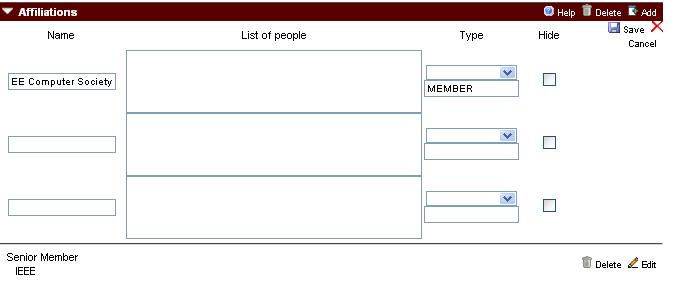 Affiliations Help Delete Add
Name List of people Type Hide Save
Cancel
EE Computer Society
MEMBER
Senior Member
IEEE
Delete Edit